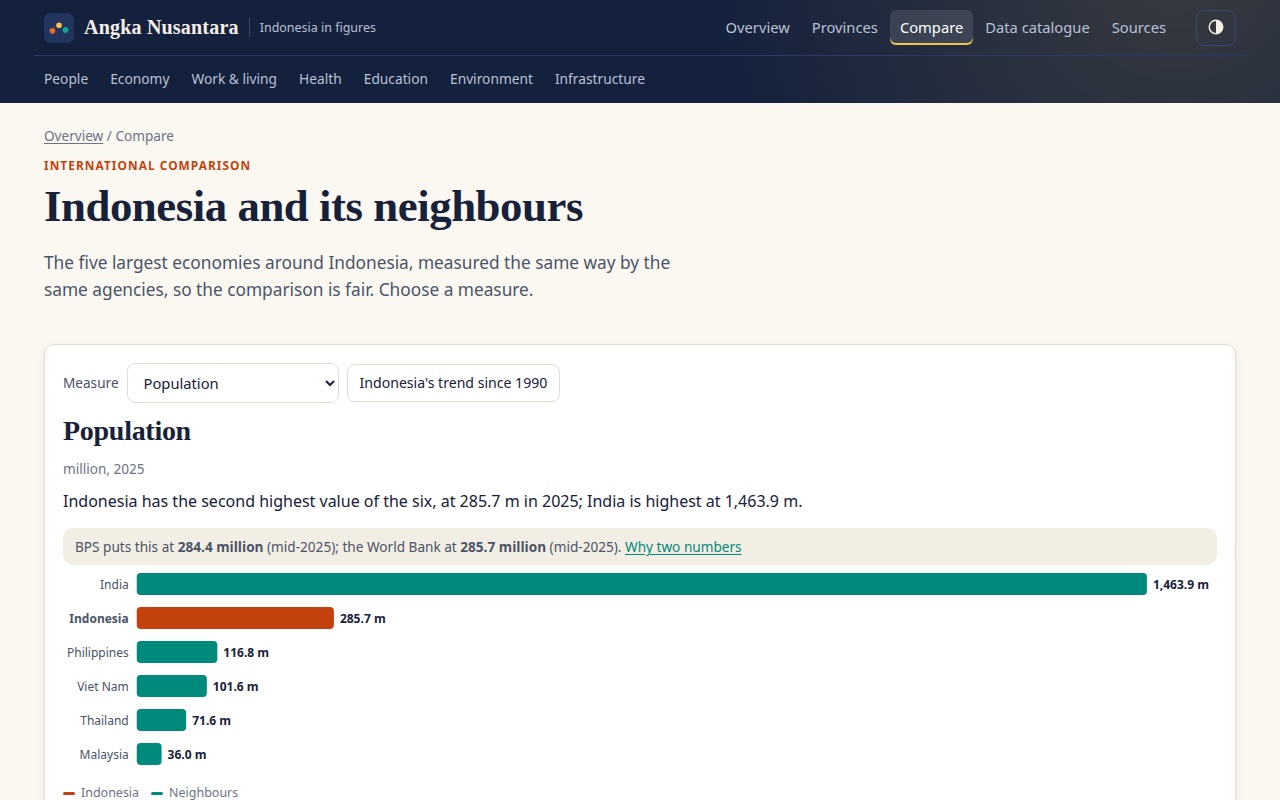 Angka Nusantara
Indonesia in figures
Overview
Provinces
Compare
Data catalogue
Sources
People
Economy
Work & living
Health
Education
Environment
Infrastructure
Overview / Compare
INTERNATIONAL COMPARISON
Indonesia and its neighbours
The five largest economies around Indonesia, measured the same way by the
same agencies, so the comparison is fair. Choose a measure.
Measure
Population
Indonesia's trend since 1990
Population
million, 2025
Indonesia has the second highest value of the six, at 285.7 m in 2025; India is highest at 1,463.9 m.
BPS puts this at 284.4 million (mid-2025); the World Bank at 285.7 million (mid-2025). Why two numbers
India 1,463.9 m
Indonesia 285.7 m
Philippines 116.8 m
Viet Nam 101.6 m
Thailand 71.6 m
Malaysia 36.0 m
Indonesia
Neighbours